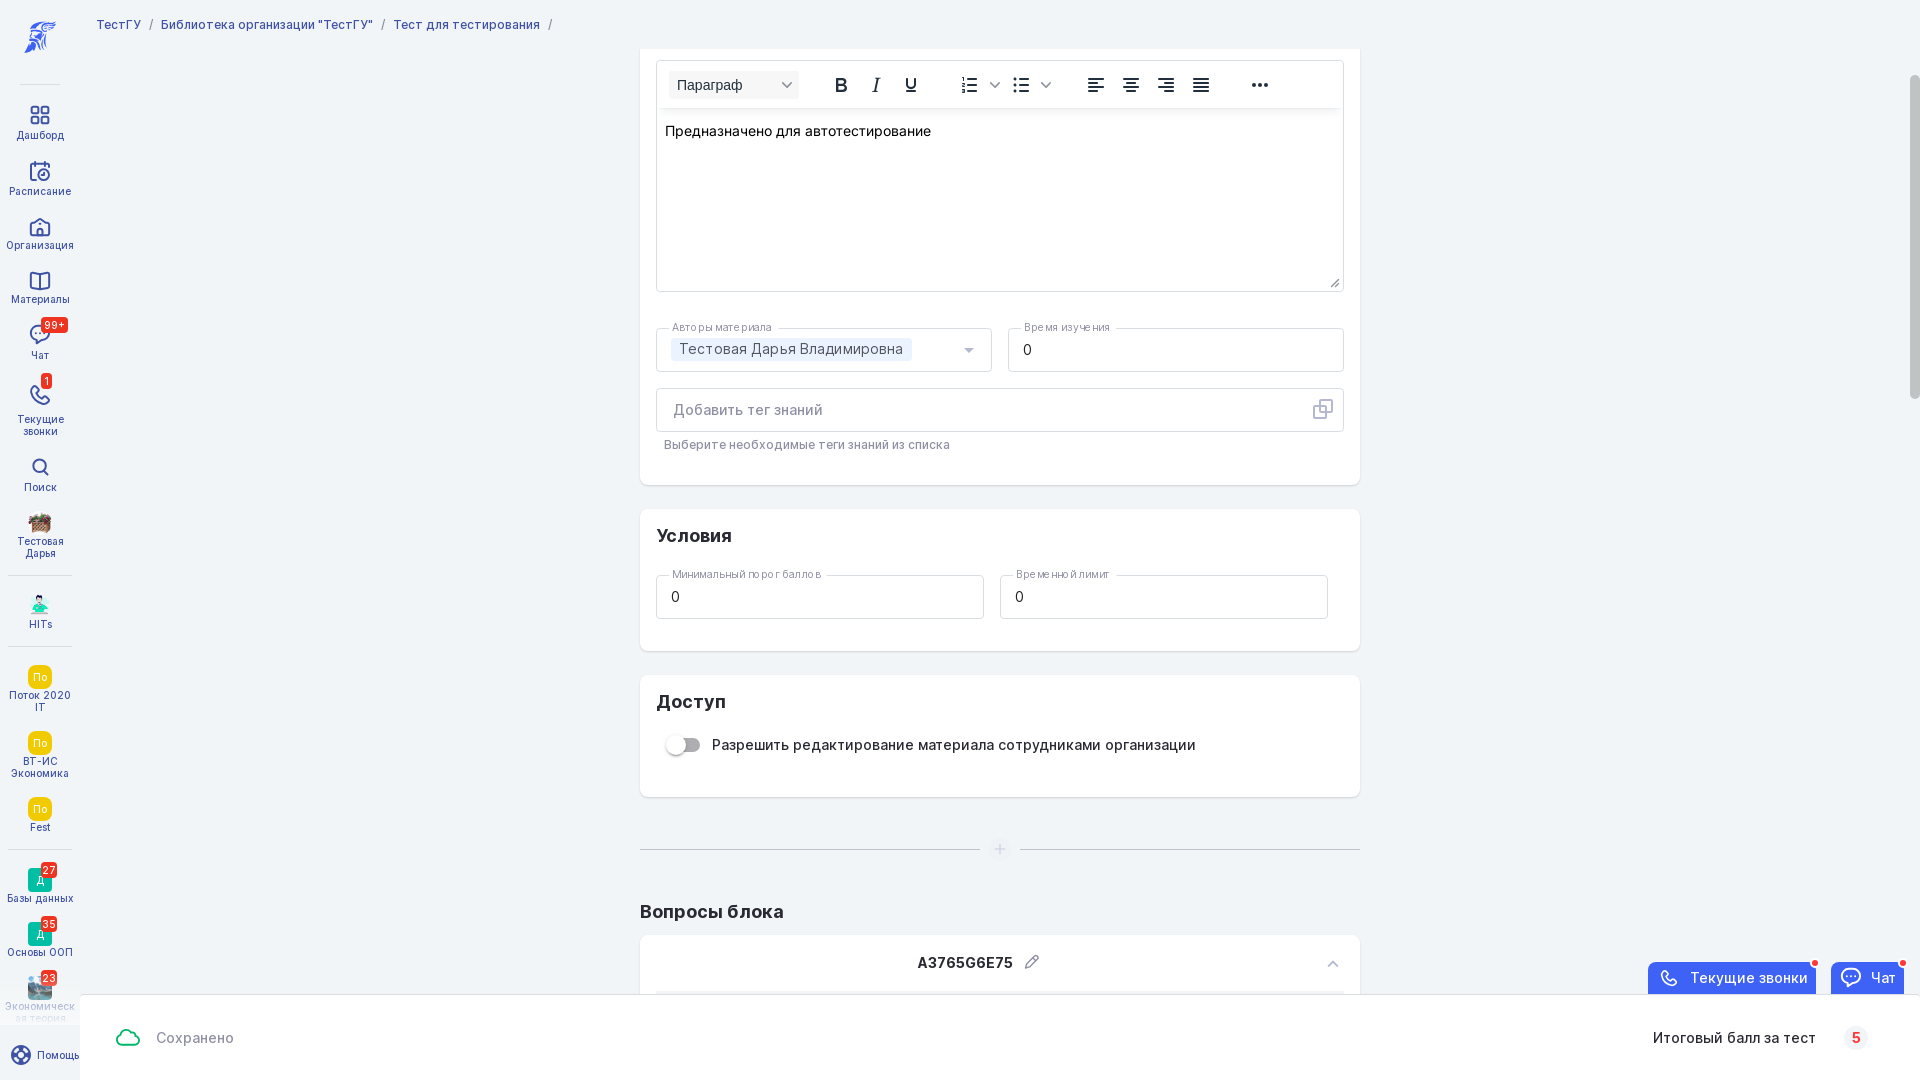 ТестГУ / Библиотека организации "ТестГУ" / Тест для тестирования /
Дашборд
Расписание
Организация
Материалы
99+
Чат
1
Текущие
звонки
Поиск
Тестовая
Дарья
HITs
По
Поток 2020
IT
По
ВТ-ИС
Экономика
По
Fest
27
Д
Базы данных
35
Д
Основы ООП
23
Экономическ
ая теория
Помощь
Параграф
Предназначено для автотестирование
Авторы материала
Тестовая Дарья Владимировна
Время изучения
0
Добавить тег знаний
Выберите необходимые теги знаний из списка
Условия
Минимальный порог баллов
0
Временной лимит
0
Доступ
Разрешить редактирование материала сотрудниками организации
Вопросы блока
A3765G6E75
Текущие звонки
Чат
Сохранено
Итоговый балл за тест 5